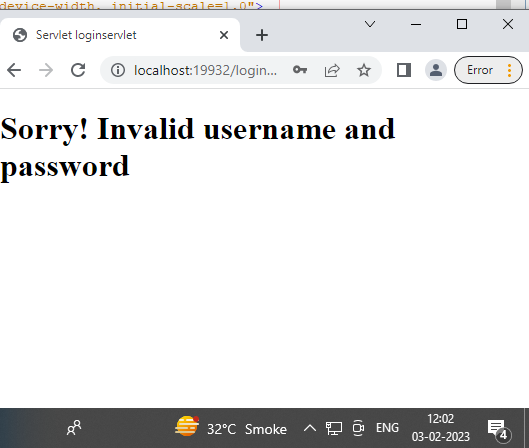 device-width, initial-scale=1.0">
Servlet loginservlet
localhost:19932/login...
Error
Sorry! Invalid username and
password
32°C Smoke
ENG
12:02
03-02-2023
4